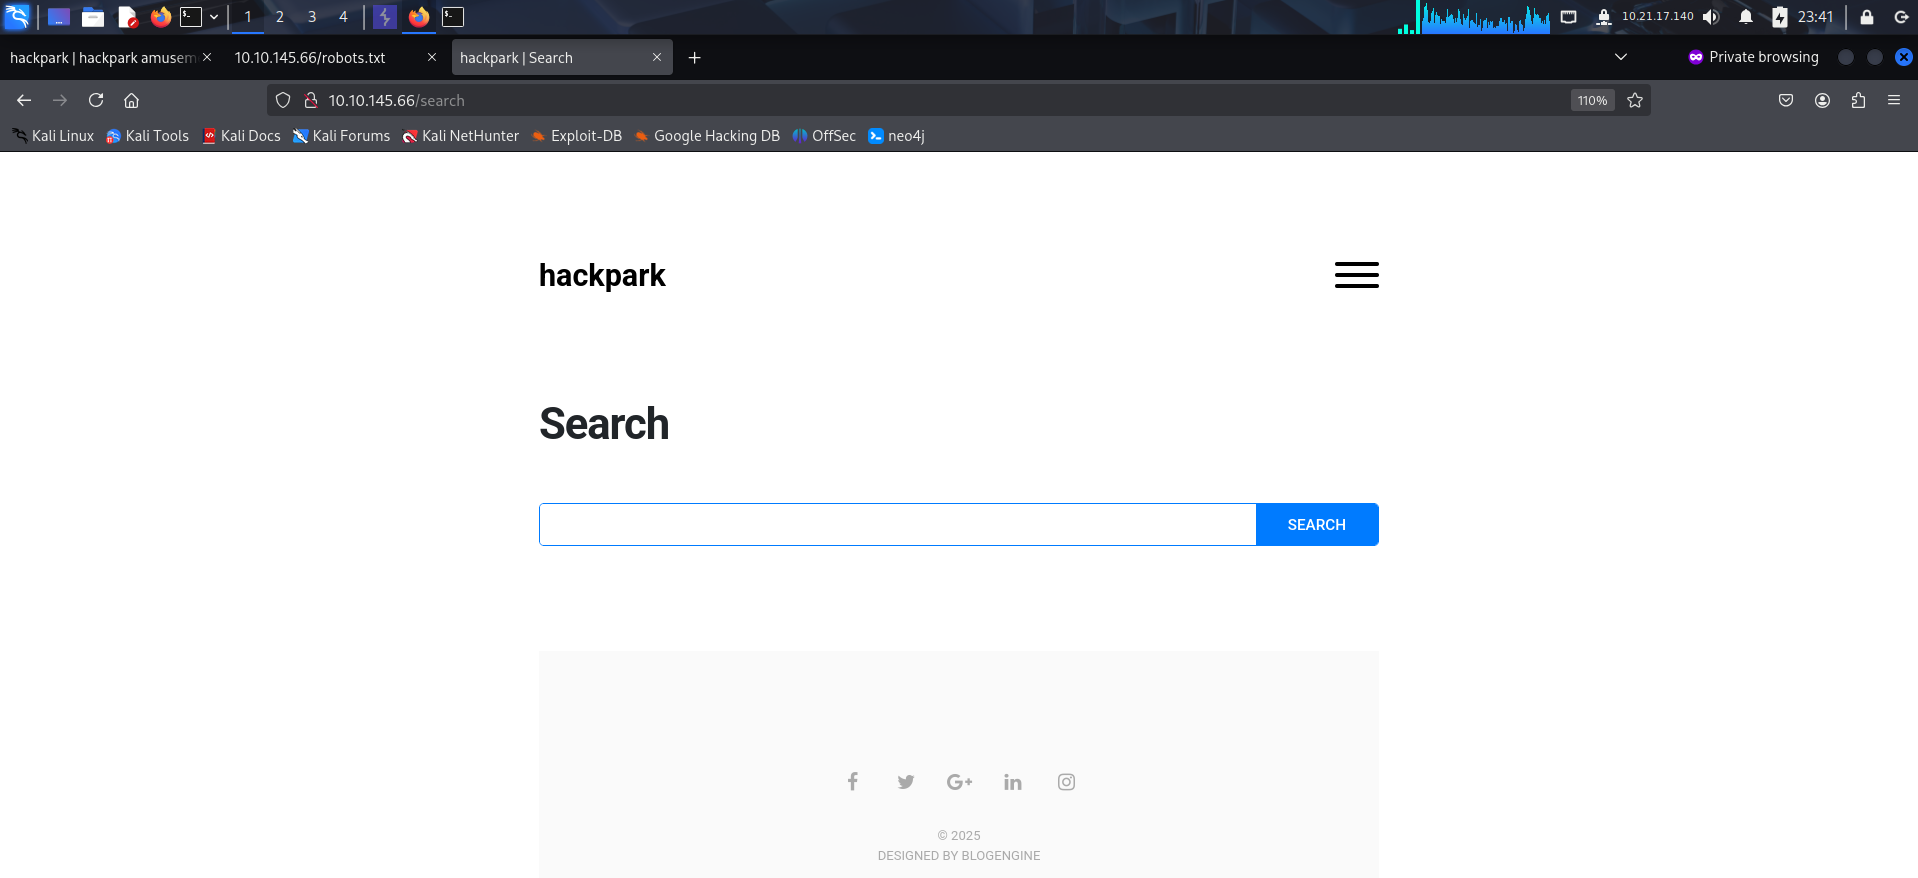 1 2 3 4 10.21.17.140 23:41
hackpark | hackpark amusem 10.10.145.66/robots.txt hackpark | Search Private browsing
10.10.145.66/search 110%
Kali Linux Kali Tools Kali Docs Kali Forums Kali NetHunter Exploit-DB Google Hacking DB OffSec neo4j
hackpark
Search
SEARCH
© 2025
DESIGNED BY BLOGENGINE